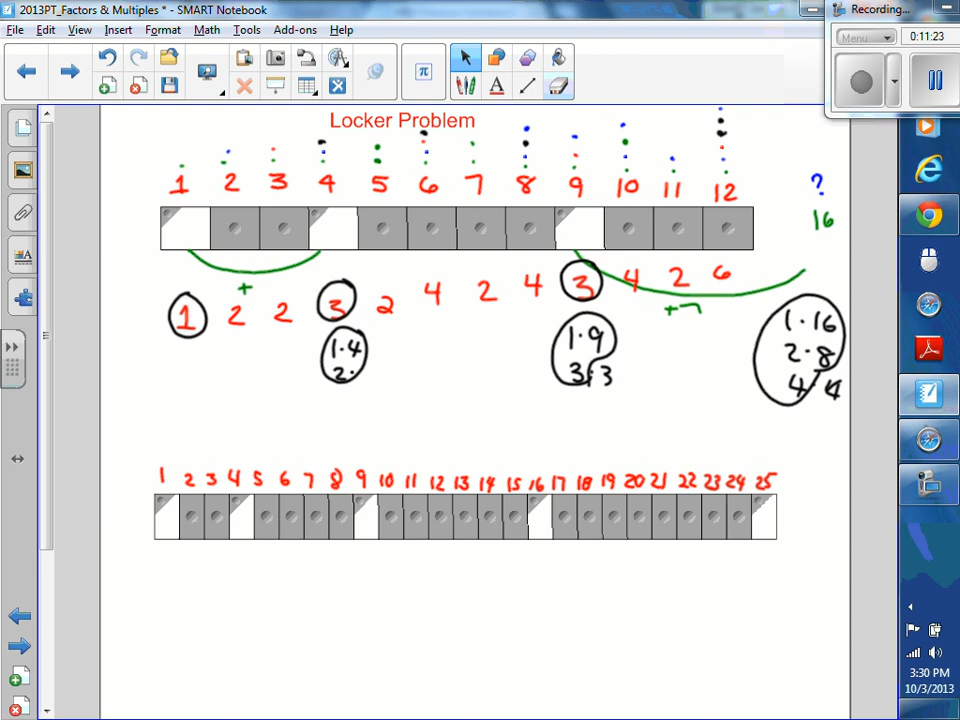 2013PT_Factors & Multiples * - SMART Notebook
Recording...
File Edit View Insert Format Math Tools Add-ons Help
Menu
0:11:23
π
A
Locker Problem
1 2 3 4 5 6 7 8 9 10 11 12
?
16
+
+7
1 2 2 3 2 4 2 4 3 4 2 6
1·4
2·
1·9
3·3
1·16
2·8
4·4
1 2 3 4 5 6 7 8 9 10 11 12 13 14 15 16 17 18 19 20 21 22 23 24 25
3:30 PM
10/3/2013